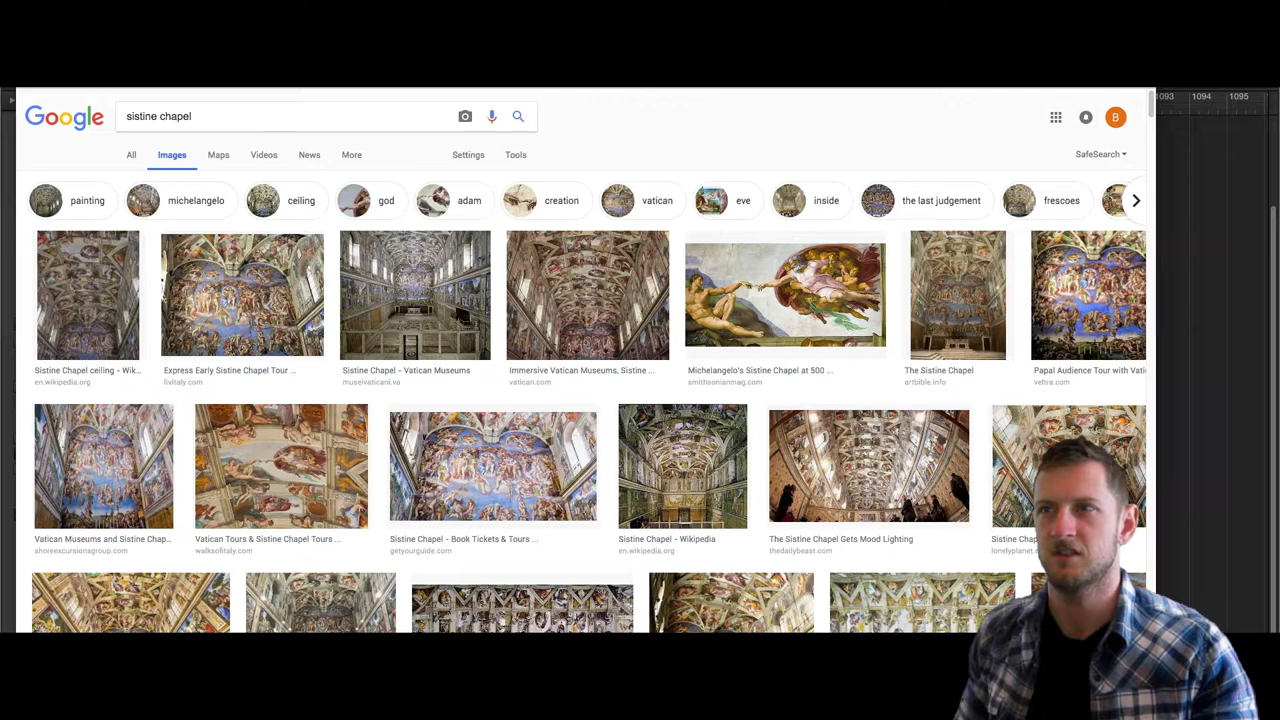 1093 1094 1095
Google sistine chapel B
All Images Maps Videos News More Settings Tools SafeSearch
painting michelangelo ceiling god adam creation vatican eve inside the last judgement frescoes
Sistine Chapel ceiling - Wik...
en.wikipedia.org
Express Early Sistine Chapel Tour ...
livitaly.com
Sistine Chapel - Vatican Museums
museivaticani.va
Immersive Vatican Museums, Sistine ...
vatican.com
Michelangelo's Sistine Chapel at 500 ...
smithsonianmag.com
The Sistine Chapel
artbible.info
Papal Audience Tour with Vati
veltra.com
Vatican Museums and Sistine Chap...
shoreexcursionsgroup.com
Vatican Tours & Sistine Chapel Tours ...
walksofitaly.com
Sistine Chapel - Book Tickets & Tours ...
getyourguide.com
Sistine Chapel - Wikipedia
en.wikipedia.org
The Sistine Chapel Gets Mood Lighting
thedailybeast.com
Sistine Chap
lonelyplanet.